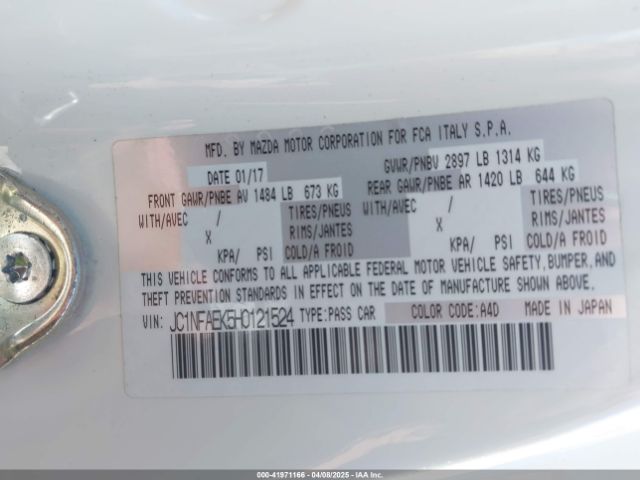 MFD. BY MAZDA MOTOR CORPORATION FOR FCA ITALY S.P.A.
DATE 01/17 GVWR/PNBV 2897 LB 1314 KG
FRONT GAWR/PNBE AV 1484 LB 673 KG REAR GAWR/PNBE AR 1420 LB 644 KG
WITH/AVEC / TIRES/PNEUS WITH/AVEC / TIRES/PNEUS
X RIMS/JANTES X RIMS/JANTES
KPA/ PSI COLD/A FROID KPA/ PSI COLD/A FROID
THIS VEHICLE CONFORMS TO ALL APPLICABLE FEDERAL MOTOR VEHICLE SAFETY, BUMPER, AND
THEFT PREVENTION STANDARDS IN EFFECT ON THE DATE OF MANUFACTURE SHOWN ABOVE.
VIN: JC1NFAEK5H0121524 TYPE:PASS CAR COLOR CODE:A4D MADE IN JAPAN
00-41971166 - 04/08/2025 - IAA Inc.